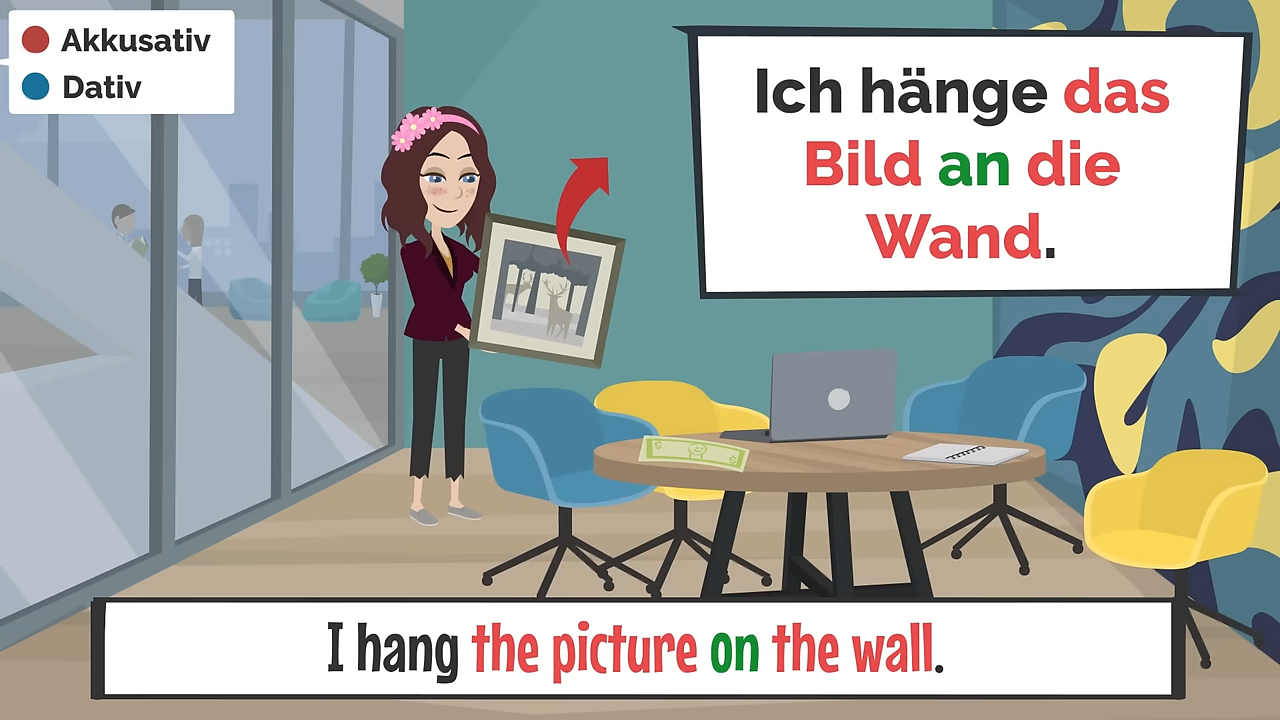 Akkusativ
Dativ
Ich hänge das
Bild an die
Wand.
I hang the picture on the wall.